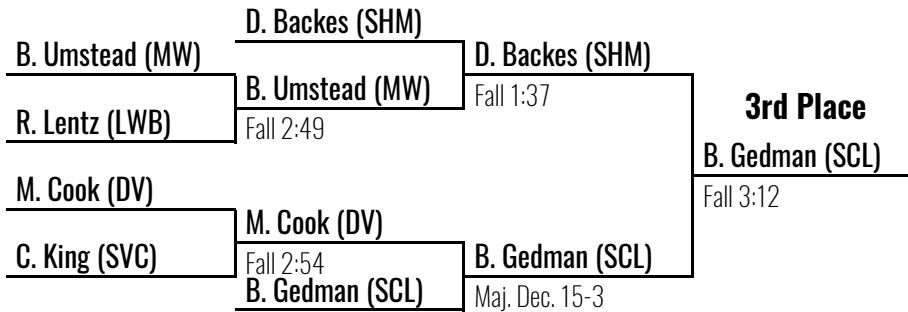 D. Backes (SHM)
B. Umstead (MW)
D. Backes (SHM)
B. Umstead (MW)
Fall 1:37
R. Lentz (LWB)
Fall 2:49
3rd Place
B. Gedman (SCL)
M. Cook (DV)
Fall 3:12
M. Cook (DV)
C. King (SVC)
Fall 2:54
B. Gedman (SCL)
B. Gedman (SCL)
Maj. Dec. 15-3